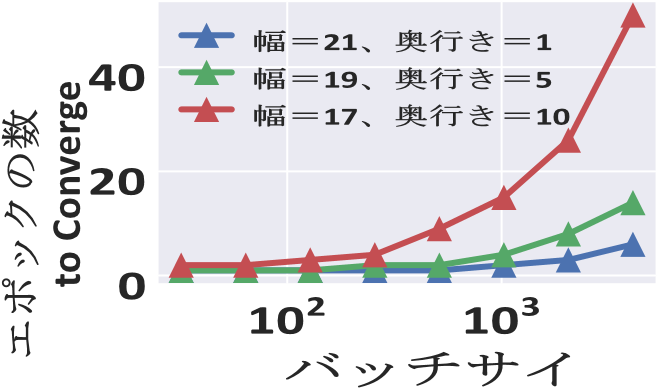 幅＝21、奥行き＝1
幅＝19、奥行き＝5
幅＝17、奥行き＝10
40
20
0
エポックの数
to Converge
10²
10³
バッチサイ